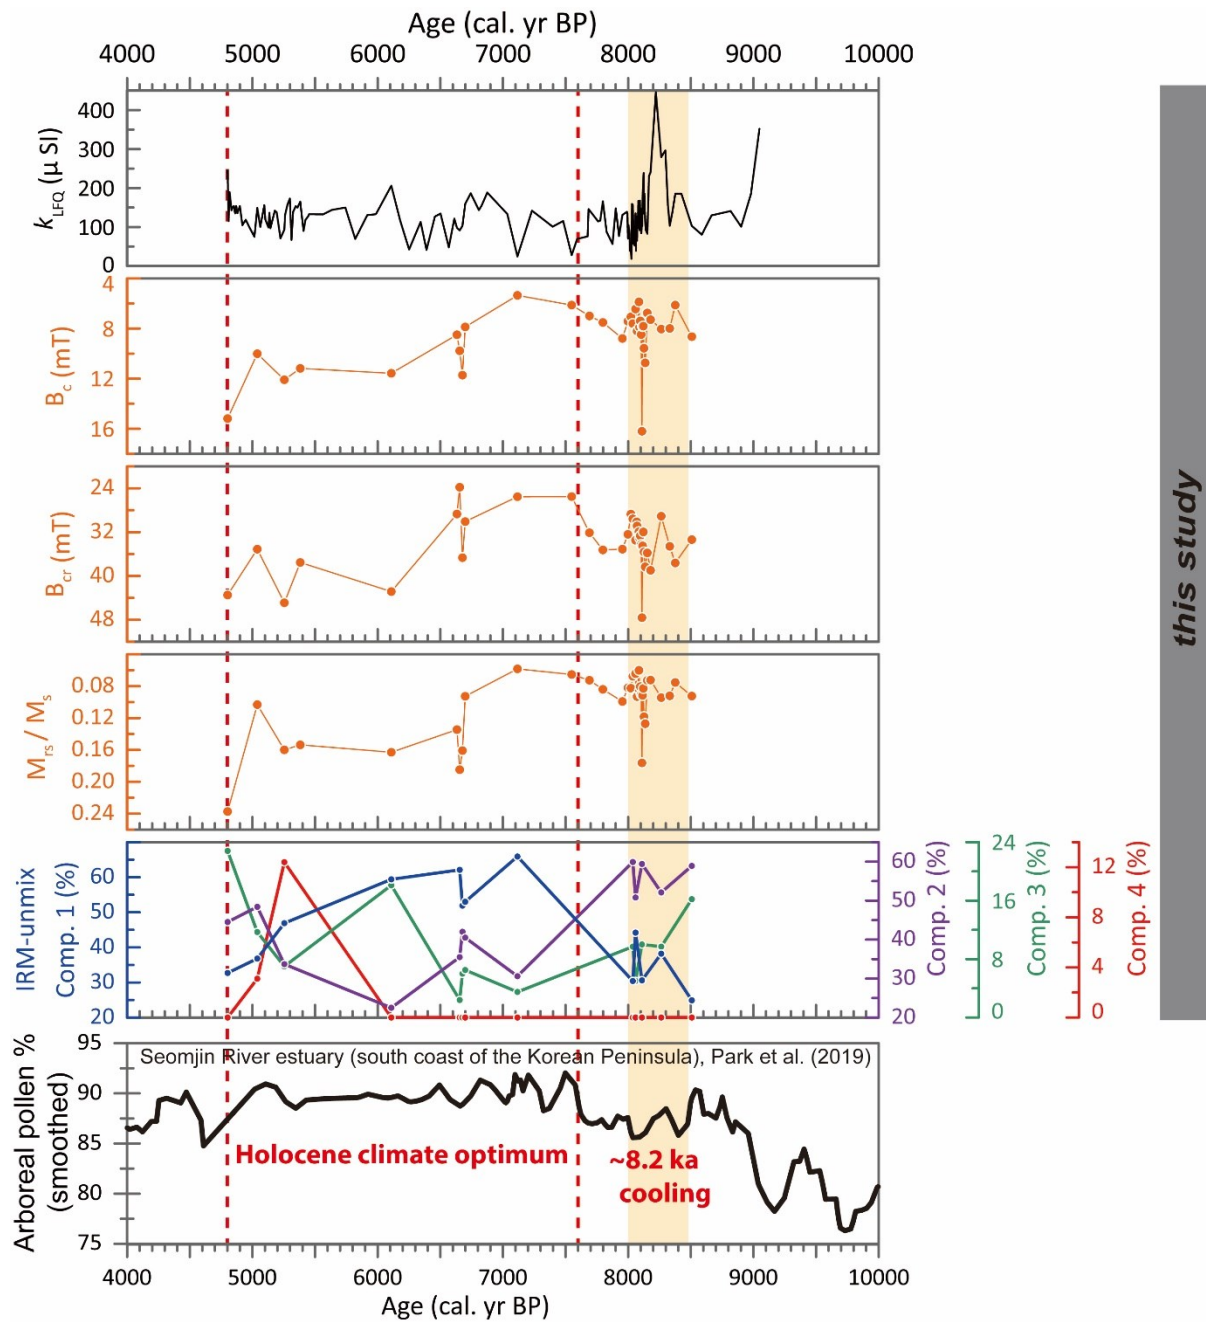 Age (cal. yr BP)
4000 5000 6000 7000 8000 9000 10000
400
300
200
100
0
k LFQ (μ SI)
4
8
12
16
Bc (mT)
24
32
40
48
Bcr (mT)
0.08
0.12
0.16
0.20
0.24
Mrs / Ms
this study
60
50
40
30
20
IRM-unmix
Comp. 1 (%)
60
50
40
30
20
Comp. 2 (%)
24
16
8
0
Comp. 3 (%)
12
8
4
0
Comp. 4 (%)
95
90
85
80
75
Arboreal pollen %
(smoothed)
Seomjin River estuary (south coast of the Korean Peninsula), Park et al. (2019)
Holocene climate optimum
~8.2 ka
cooling
4000 5000 6000 7000 8000 9000 10000
Age (cal. yr BP)